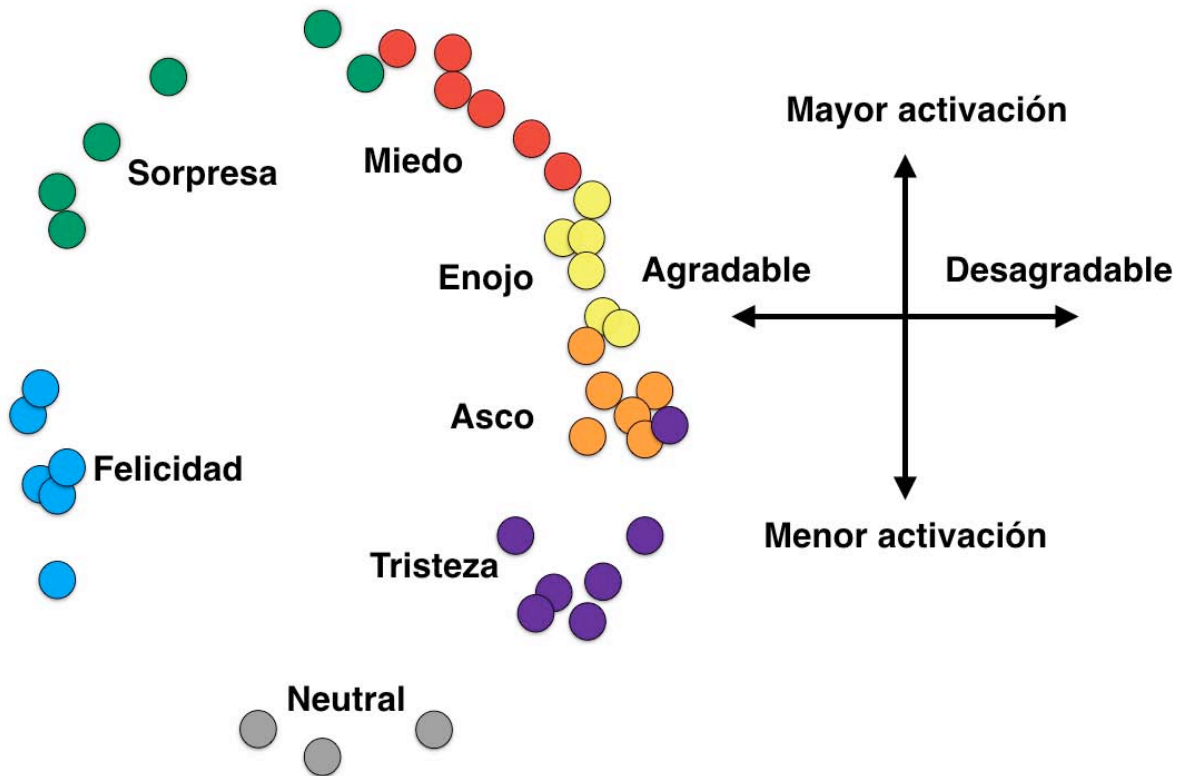 Mayor activación
Sorpresa
Miedo
Enojo
Agradable
Desagradable
Asco
Felicidad
Menor activación
Tristeza
Neutral